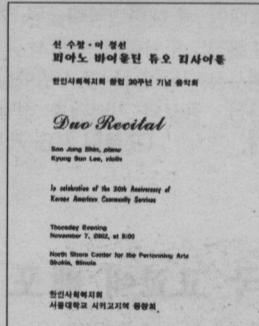 신 수정 · 이 경선
피아노 바이올린 듀오 리사이틀
한인사회복지회 창립 30주년 기념 음악회
Duo Recital
Soo Jung Shin, piano
Kyung Sun Lee, violin
In celebration of the 30th Anniversary of
Korean American Community Services
Thursday Evening
November 7, 2002, at 8:00
North Shore Center for the Performing Arts
Skokie, Illinois
한인사회복지회
서울대학교 시카고지역 동창회